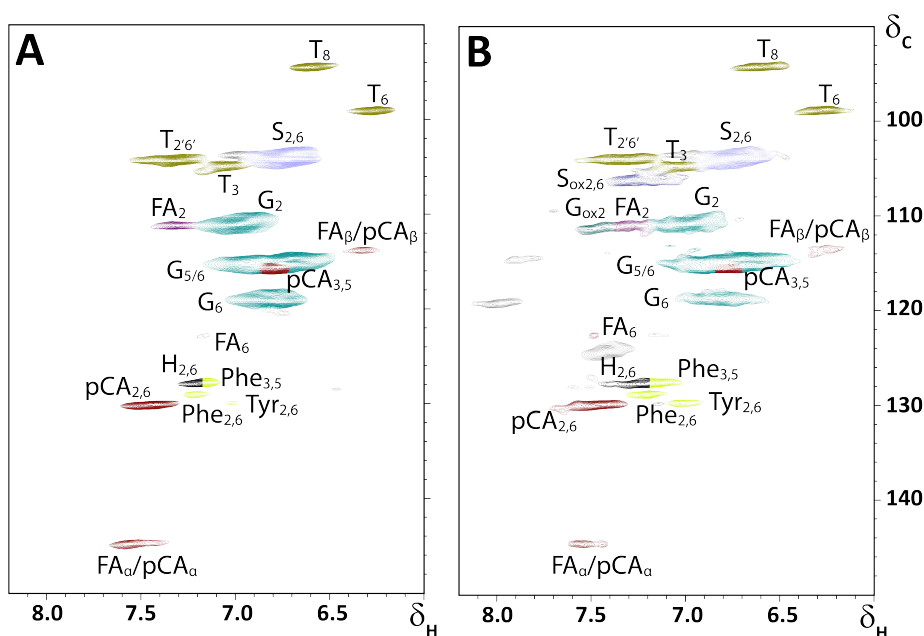 A
T₈
T₆
T₂'₆'
S₂,₆
T₃
FA₂
G₂
FAᵦ/pCAᵦ
G₅/₆
pCA₃,₅
G₆
FA₆
H₂,₆
Phe₃,₅
pCA₂,₆
Tyr₂,₆
Phe₂,₆
FAα/pCAα
8.0 7.5 7.0 6.5 δH
B
δC
T₈
T₆
T₂'₆'
S₂,₆
T₃
Sox2,6
Gox2
FA₂
G₂
FAᵦ/pCAᵦ
G₅/₆
pCA₃,₅
G₆
FA₆
H₂,₆
Phe₃,₅
pCA₂,₆
Phe₂,₆
Tyr₂,₆
FAα/pCAα
100
110
120
130
140
8.0 7.5 7.0 6.5 δH